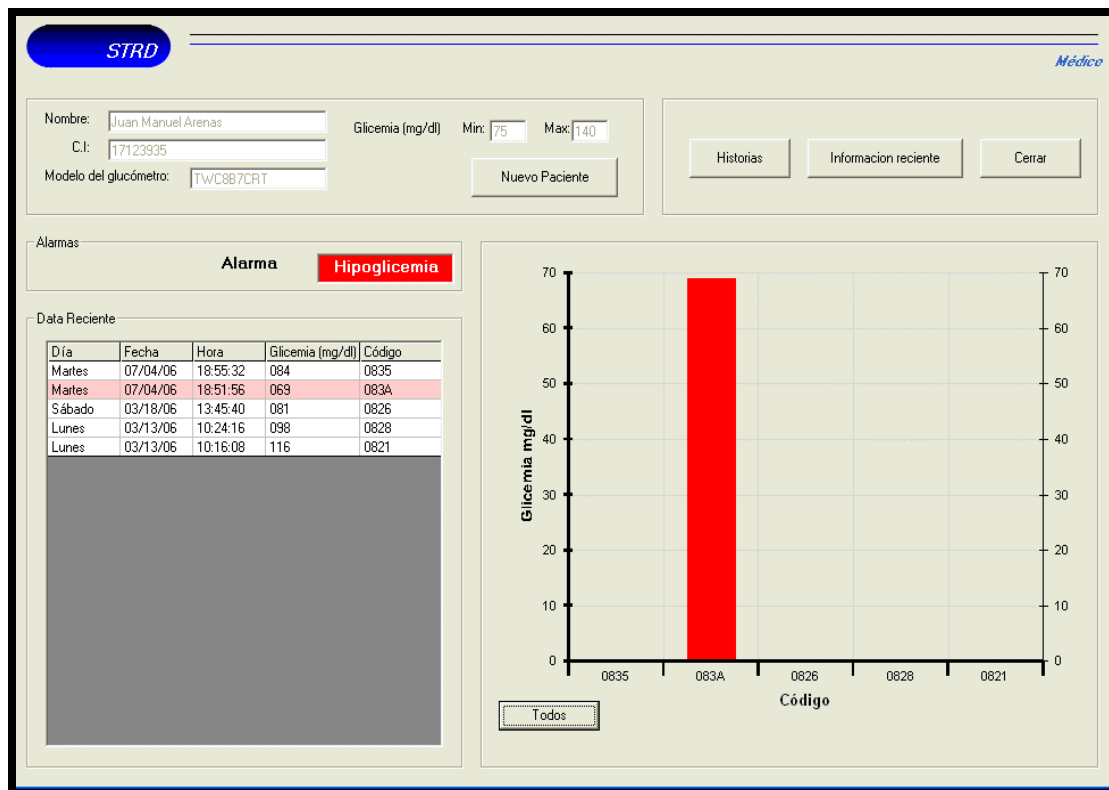 STRD
Médico
Nombre: Juan Manuel Arenas
C.I: 17123935
Modelo del glucómetro: TWC8B7CRT
Glicemia (mg/dl) Min: 75 Max: 140
Nuevo Paciente
Historias Informacion reciente Cerrar
Alarmas
Alarma Hipoglicemia
Data Reciente
Día Fecha Hora Glicemia (mg/dl) Código
Martes 07/04/06 18:55:32 084 0835
Martes 07/04/06 18:51:56 069 083A
Sábado 03/18/06 13:45:40 081 0826
Lunes 03/13/06 10:24:16 098 0828
Lunes 03/13/06 10:16:08 116 0821
Glicemia mg/dl
70 70
60 60
50 50
40 40
30 30
20 20
10 10
0 0
0835 083A 0826 0828 0821
Código
Todos